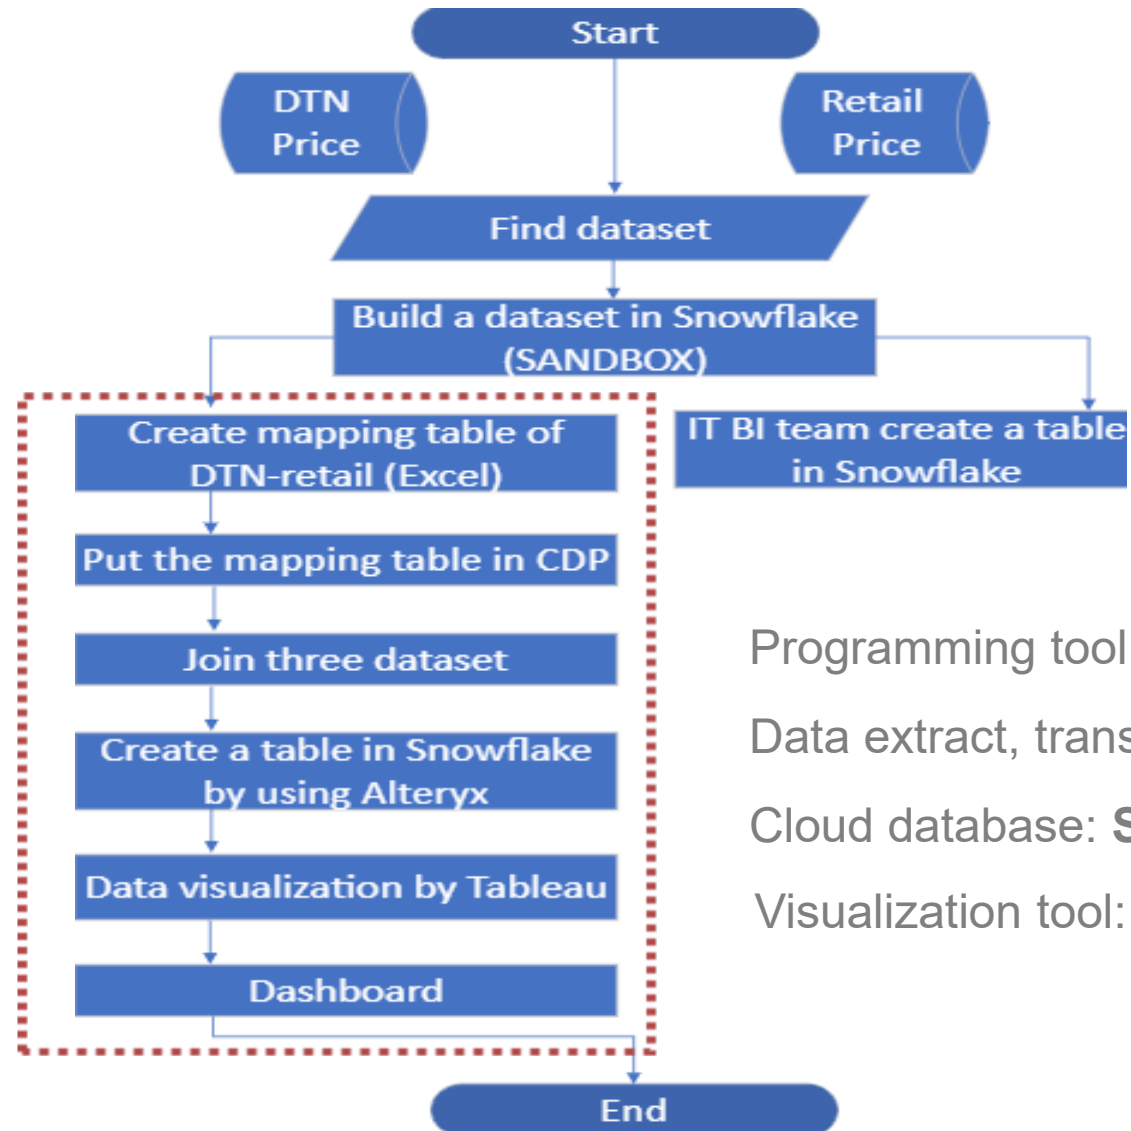 Start
DTN
Price
Retail
Price
Find dataset
Build a dataset in Snowflake
(SANDBOX)
Create mapping table of
DTN-retail (Excel)
IT BI team create a table
in Snowflake
Put the mapping table in CDP
Join three dataset
Create a table in Snowflake
by using Alteryx
Data visualization by Tableau
Dashboard
End
Programming tool
Data extract, trans
Cloud database: S
Visualization tool: